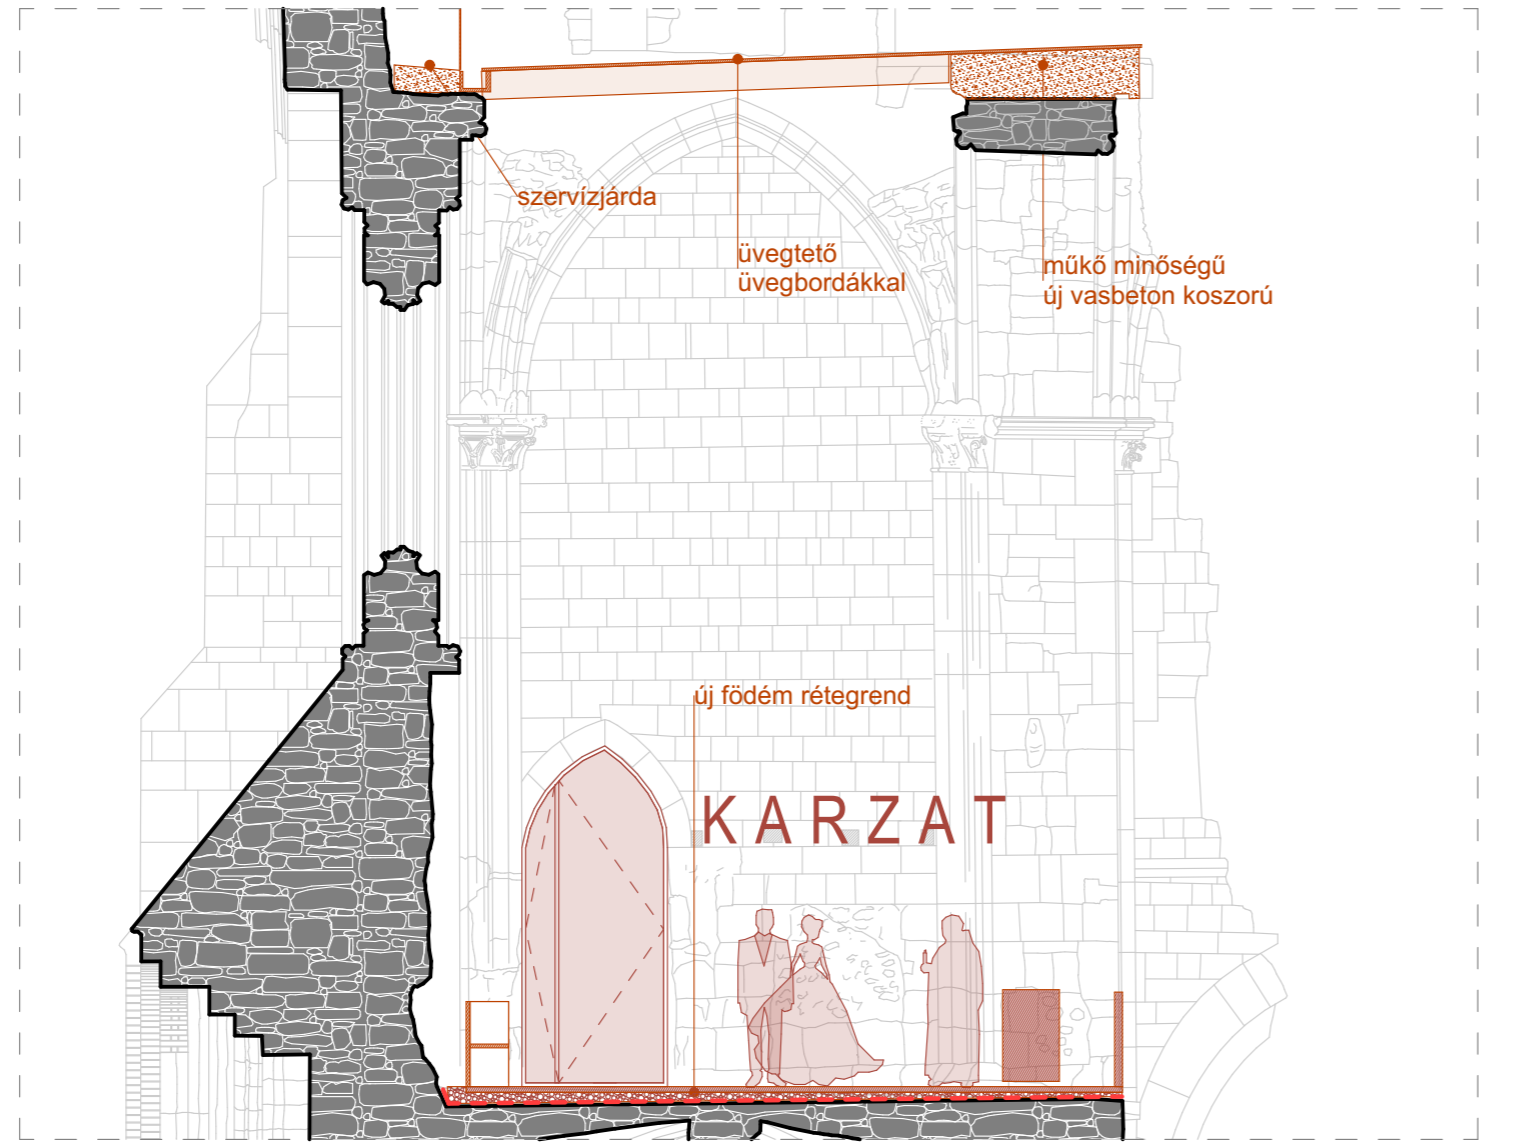 szervízjárda
üvegtető
üvegbordákkal
műkő minőségű
új vasbeton koszorú
új födém rétegrend
KARZAT